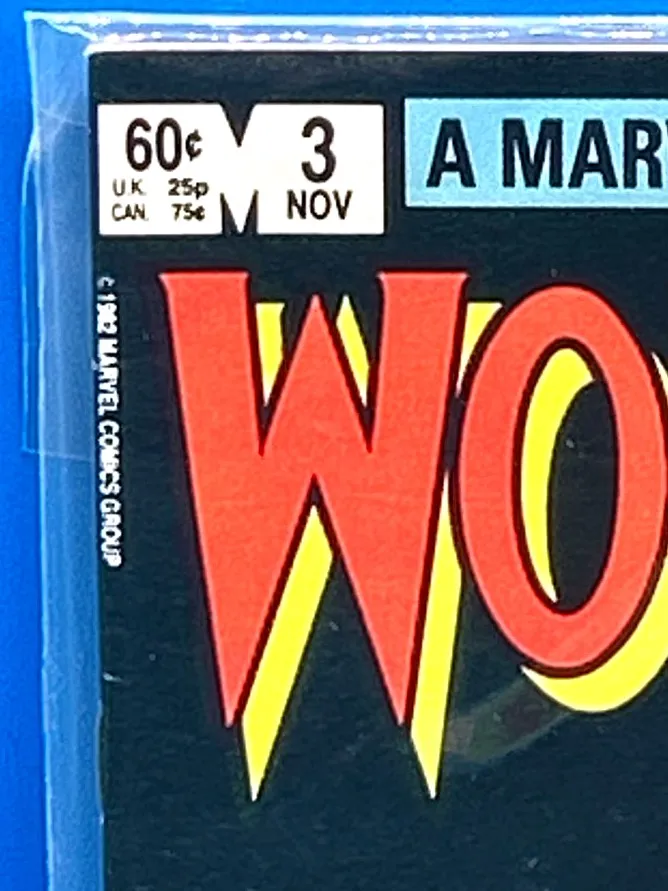 60¢
U.K. 25p
CAN. 75¢
M
3
NOV
A MAR
WO
© 1982 MARVEL COMICS GROUP